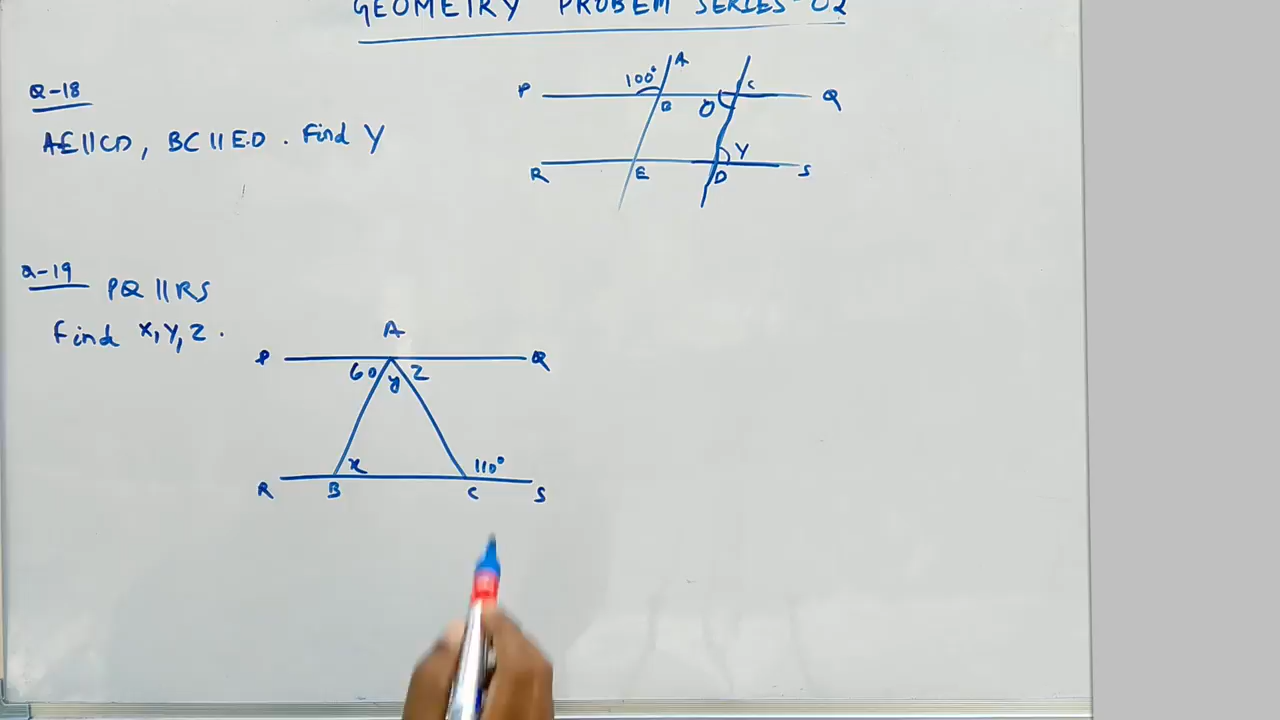 GEOMETRY PROBEM SERIES-02
Q-18
AE||CD, BC||ED. Find Y
100°
A
P
B
O
C
Q
R
E
D
Y
S
Q-19
PQ||RS
Find x,y,z.
A
P
Q
60
y
z
x
110°
R
B
C
S